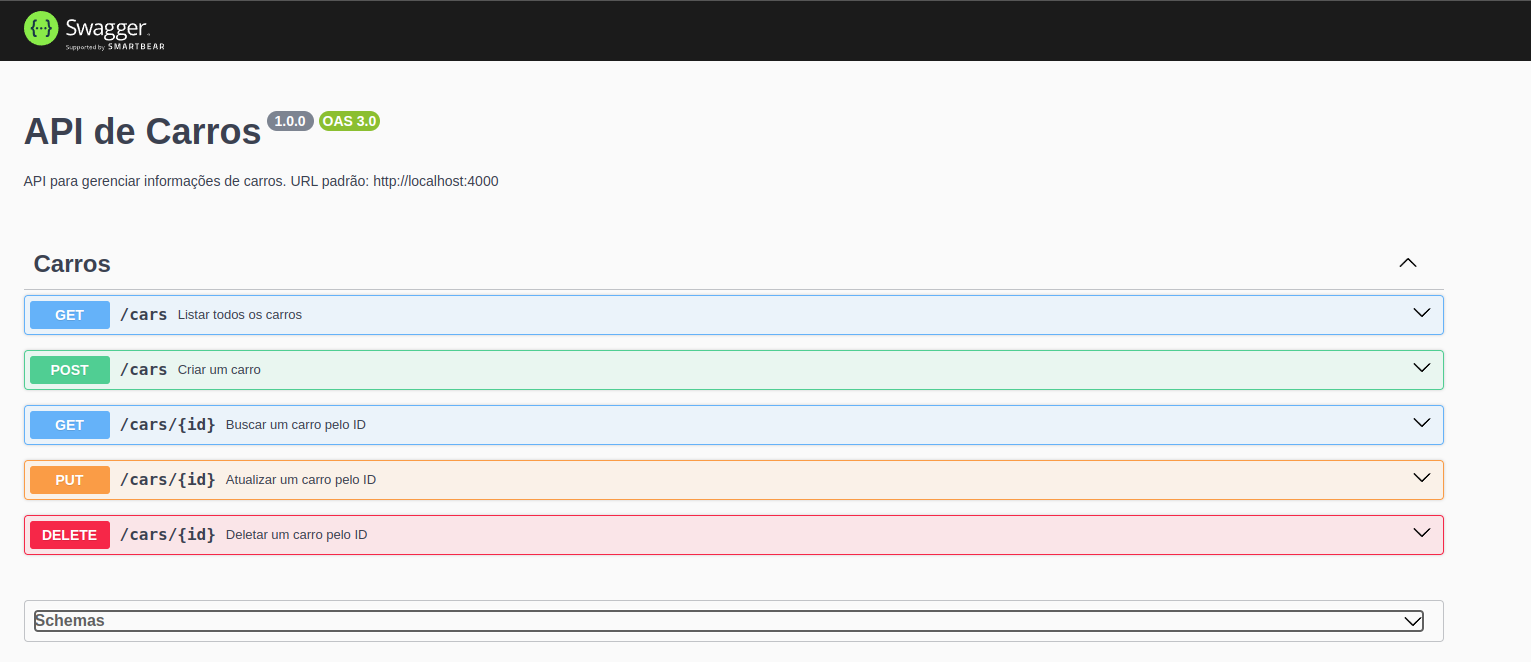 {···} Swagger
Supported by SMARTBEAR
API de Carros 1.0.0 OAS 3.0
API para gerenciar informações de carros. URL padrão: http://localhost:4000
Carros
GET /cars Listar todos os carros
POST /cars Criar um carro
GET /cars/{id} Buscar um carro pelo ID
PUT /cars/{id} Atualizar um carro pelo ID
DELETE /cars/{id} Deletar um carro pelo ID
Schemas